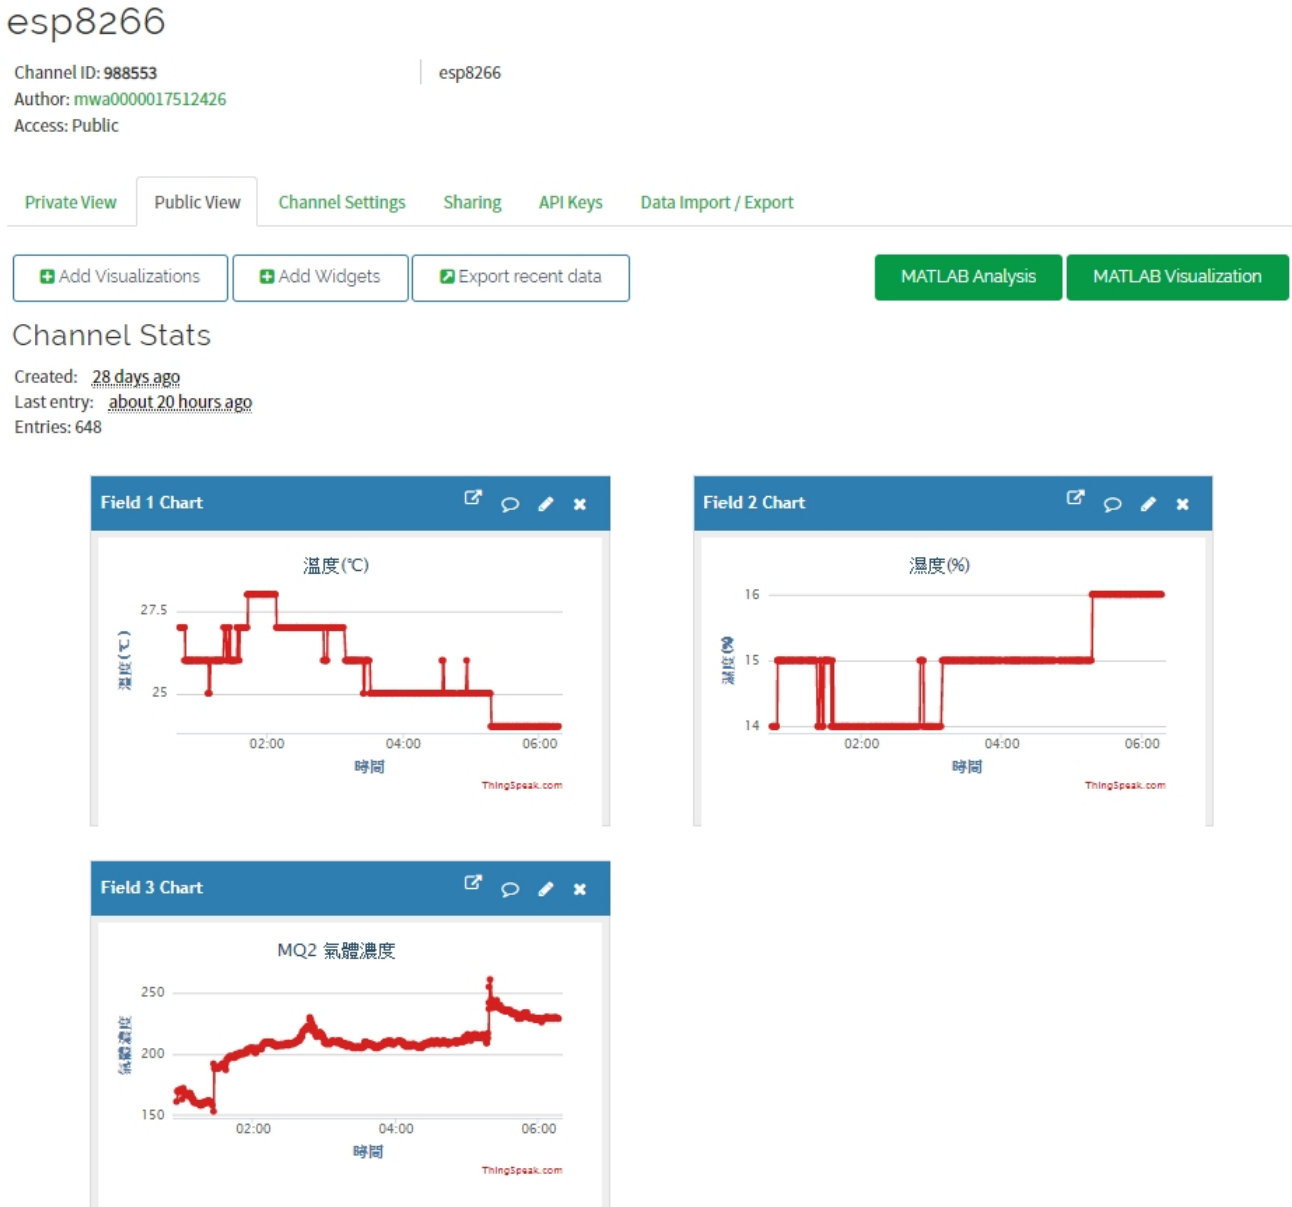 esp8266
Channel ID: 988553
esp8266
Author: mwa0000017512426
Access: Public
Private View Public View Channel Settings Sharing API Keys Data Import / Export
Add Visualizations Add Widgets Export recent data MATLAB Analysis MATLAB Visualization
Channel Stats
Created: 28 days ago
Last entry: about 20 hours ago
Entries: 648
Field 1 Chart
溫度(℃)
溫度(℃)
27.5
25
02:00 04:00 06:00
時間
ThingSpeak.com
Field 2 Chart
濕度(%)
濕度(%)
16
15
14
02:00 04:00 06:00
時間
ThingSpeak.com
Field 3 Chart
MQ2 氣體濃度
氣體濃度
250
200
150
02:00 04:00 06:00
時間
ThingSpeak.com